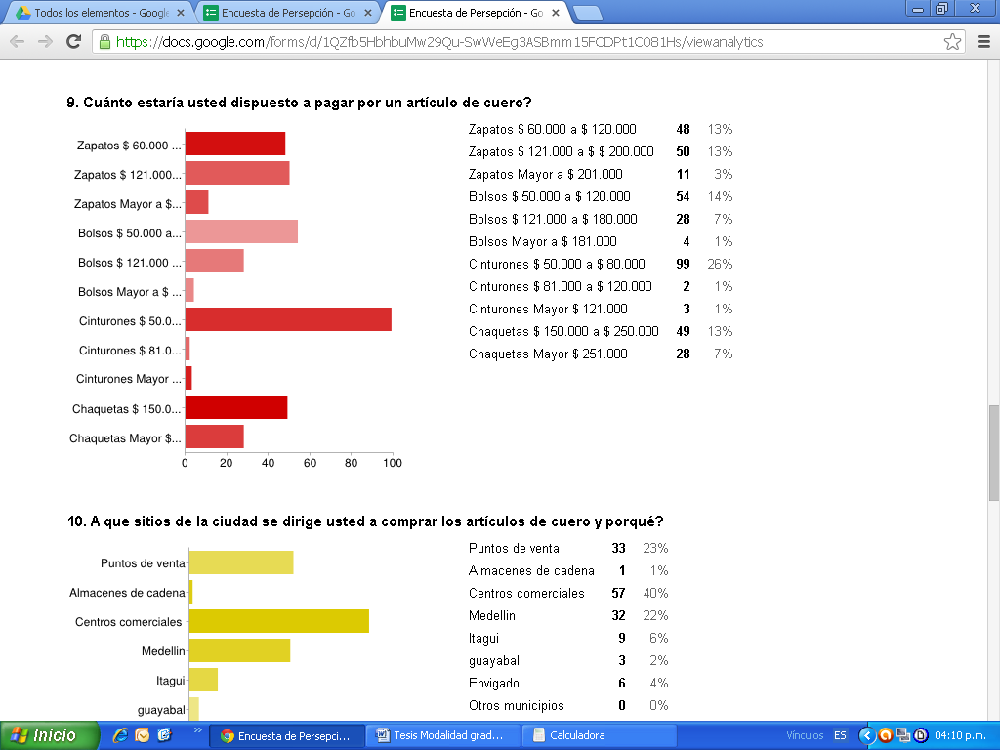 Todos los elementos - Google
Encuesta de Persepción - Go
Encuesta de Persepción - Go
https://docs.google.com/forms/d/1QZfb5HbhbuMw29Qu-SwWeEg3ASBmm15FCDPt1C081Hs/viewanalytics
9. Cuánto estaría usted dispuesto a pagar por un artículo de cuero?
Zapatos $ 60.000 ...
Zapatos $ 121.000...
Zapatos Mayor a $...
Bolsos $ 50.000 a...
Bolsos $ 121.000 ...
Bolsos Mayor a $ ...
Cinturones $ 50.0...
Cinturones $ 81.0...
Cinturones Mayor ...
Chaquetas $ 150.0...
Chaquetas Mayor $...
0 20 40 60 80 100
Zapatos $ 60.000 a $ 120.000 48 13%
Zapatos $ 121.000 a $ $ 200.000 50 13%
Zapatos Mayor a $ 201.000 11 3%
Bolsos $ 50.000 a $ 120.000 54 14%
Bolsos $ 121.000 a $ 180.000 28 7%
Bolsos Mayor a $ 181.000 4 1%
Cinturones $ 50.000 a $ 80.000 99 26%
Cinturones $ 81.000 a $ 120.000 2 1%
Cinturones Mayor $ 121.000 3 1%
Chaquetas $ 150.000 a $ 250.000 49 13%
Chaquetas Mayor $ 251.000 28 7%
10. A que sitios de la ciudad se dirige usted a comprar los artículos de cuero y porqué?
Puntos de venta
Almacenes de cadena
Centros comerciales
Medellin
Itagui
guayabal
Puntos de venta 33 23%
Almacenes de cadena 1 1%
Centros comerciales 57 40%
Medellin 32 22%
Itagui 9 6%
guayabal 3 2%
Envigado 6 4%
Otros municipios 0 0%
Inicio
Encuesta de Persepci...
Tesis Modalidad grad...
Calculadora
Vínculos
ES
04:10 p.m.